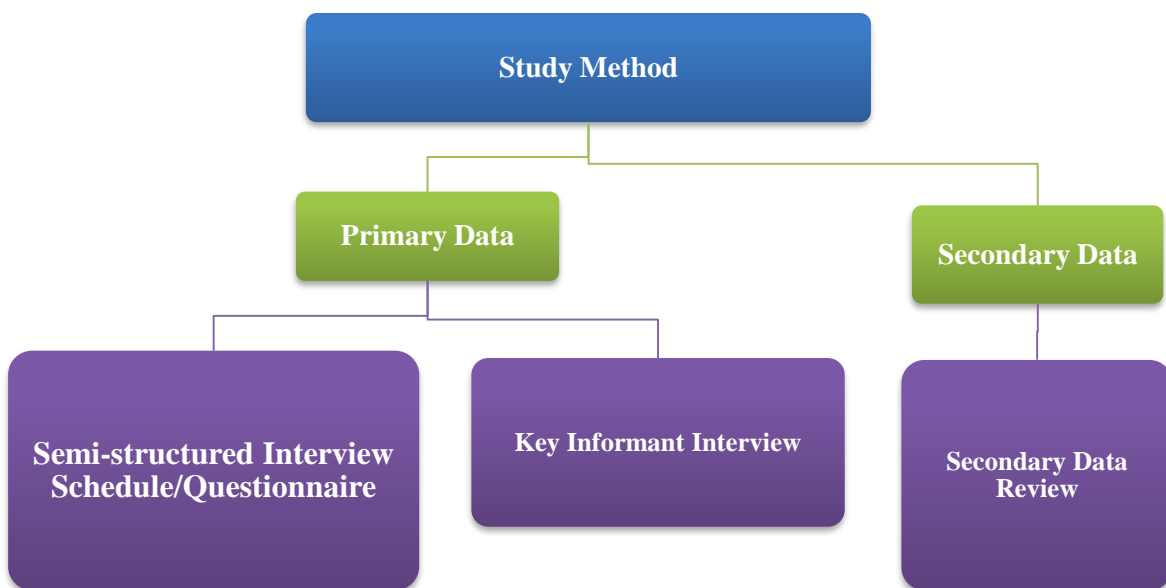 Study Method
Primary Data
Secondary Data
Semi-structured Interview
Schedule/Questionnaire
Key Informant Interview
Secondary Data
Review